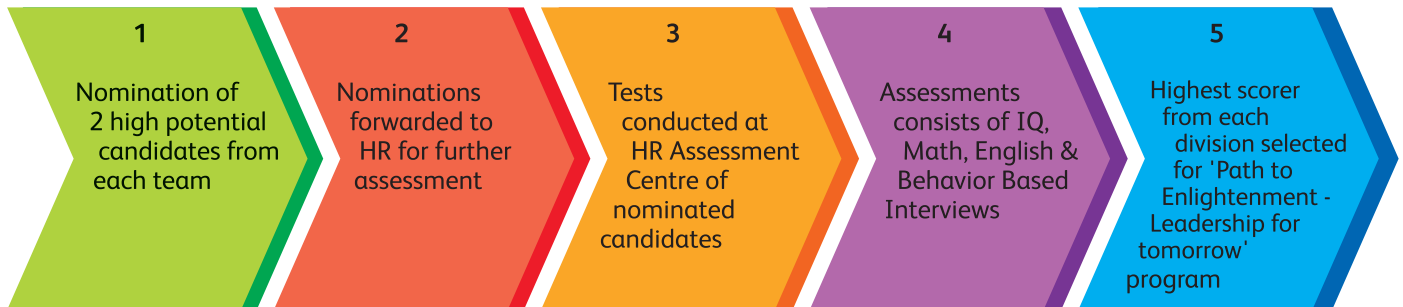 1
Nomination of
2 high potential
candidates from
each team
2
Nominations
forwarded to
HR for further
assessment
3
Tests
conducted at
HR Assessment
Centre of
nominated
candidates
4
Assessments
consists of IQ,
Math, English &
Behavior Based
Interviews
5
Highest scorer
from each
division selected
for 'Path to
Enlightenment -
Leadership for
tomorrow'
program